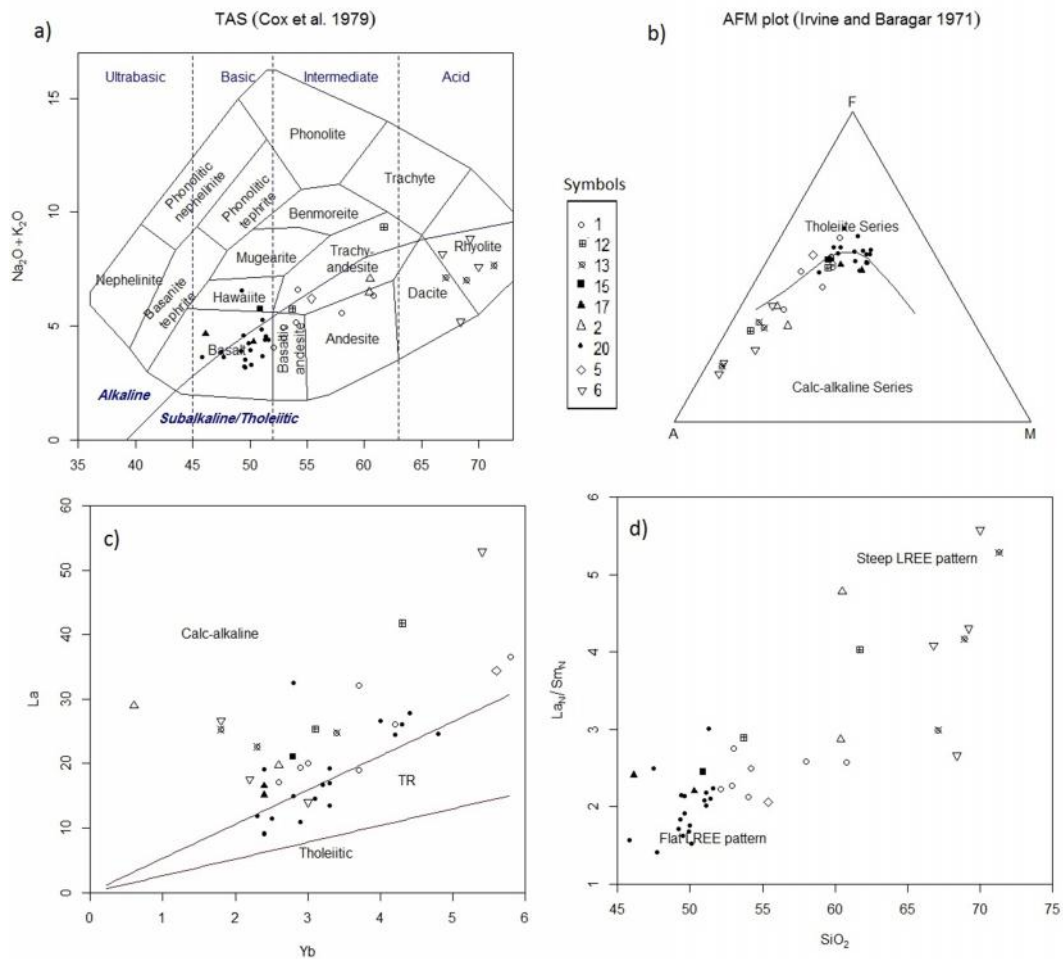 TAS (Cox et al. 1979)
a)
Ultrabasic Basic Intermediate Acid
Phonolite
Phonolitic nephelinite
Phonolitic tephrite
Trachyte
Benmoreite
Rhyolite
Trachy-
andesite
Mugearite
Nephelinite
Basanite tephrite
Hawaiite
Dacite
Basalt
Basaltic andesite
Andesite
Alkaline
Subalkaline/Tholeiitic
Na2O + K2O
0 5 10 15
35 40 45 50 55 60 65 70
AFM plot (Irvine and Baragar 1971)
b)
F
Tholeiite Series
Calc-alkaline Series
A
M
Symbols
1
12
13
15
17
2
20
5
6
c)
Calc-alkaline
TR
Tholeiitic
La
0 10 20 30 40 50 60
0 1 2 3 4 5 6
Yb
d)
Steep LREE pattern
Flat LREE pattern
LaN/ SmN
1 2 3 4 5 6
45 50 55 60 65 70 75
SiO2